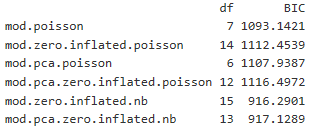 df BIC
mod.poisson 7 1093.1421
mod.zero.inflated.poisson 14 1112.4539
mod.pca.poisson 6 1107.9387
mod.pca.zero.inflated.poisson 12 1116.4972
mod.zero.inflated.nb 15 916.2901
mod.pca.zero.inflated.nb 13 917.1289